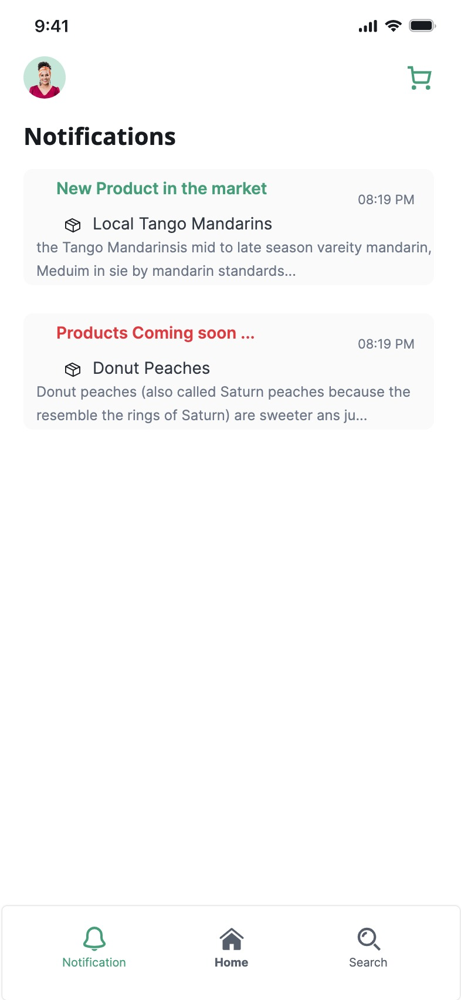 9:41
Notifications
New Product in the market
08:19 PM
Local Tango Mandarins
the Tango Mandarinsis mid to late season vareity mandarin,
Meduim in sie by mandarin standards...
Products Coming soon ...
08:19 PM
Donut Peaches
Donut peaches (also called Saturn peaches because the
resemble the rings of Saturn) are sweeter ans ju...
Notification
Home
Search